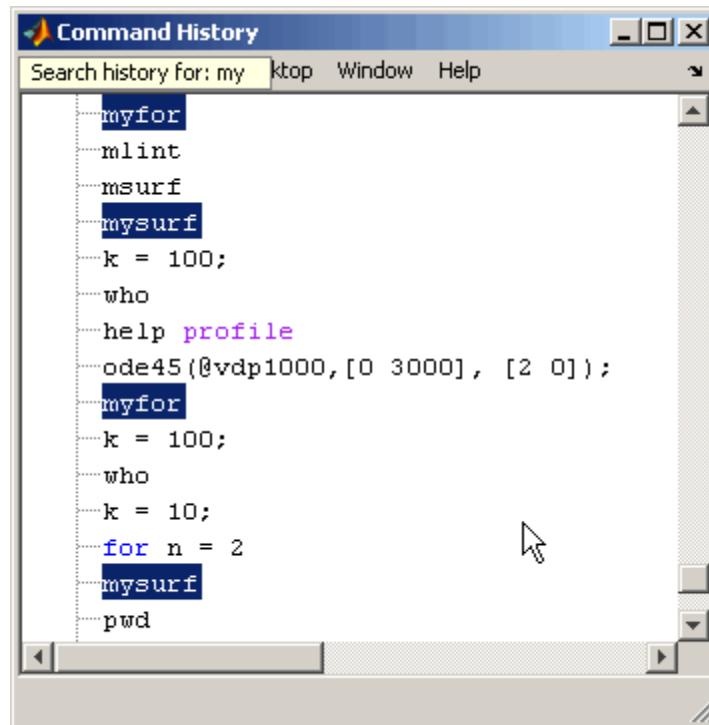 Command History
Search history for: my ktop Window Help
myfor
mlint
msurf
mysurf
k = 100;
who
help profile
ode45(@vdp1000,[0 3000], [2 0]);
myfor
k = 100;
who
k = 10;
for n = 2
mysurf
pwd